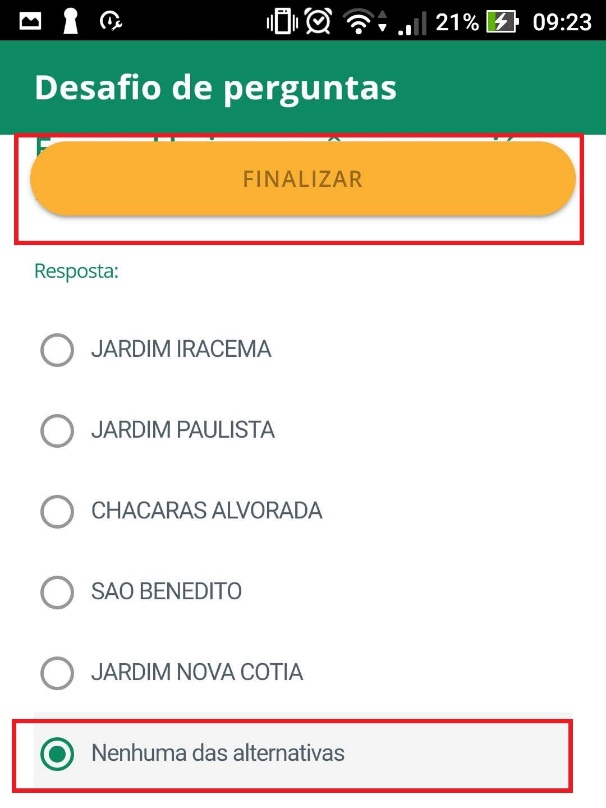 21% 09:23
Desafio de perguntas
FINALIZAR
Resposta:
JARDIM IRACEMA
JARDIM PAULISTA
CHACARAS ALVORADA
SAO BENEDITO
JARDIM NOVA COTIA
Nenhuma das alternativas